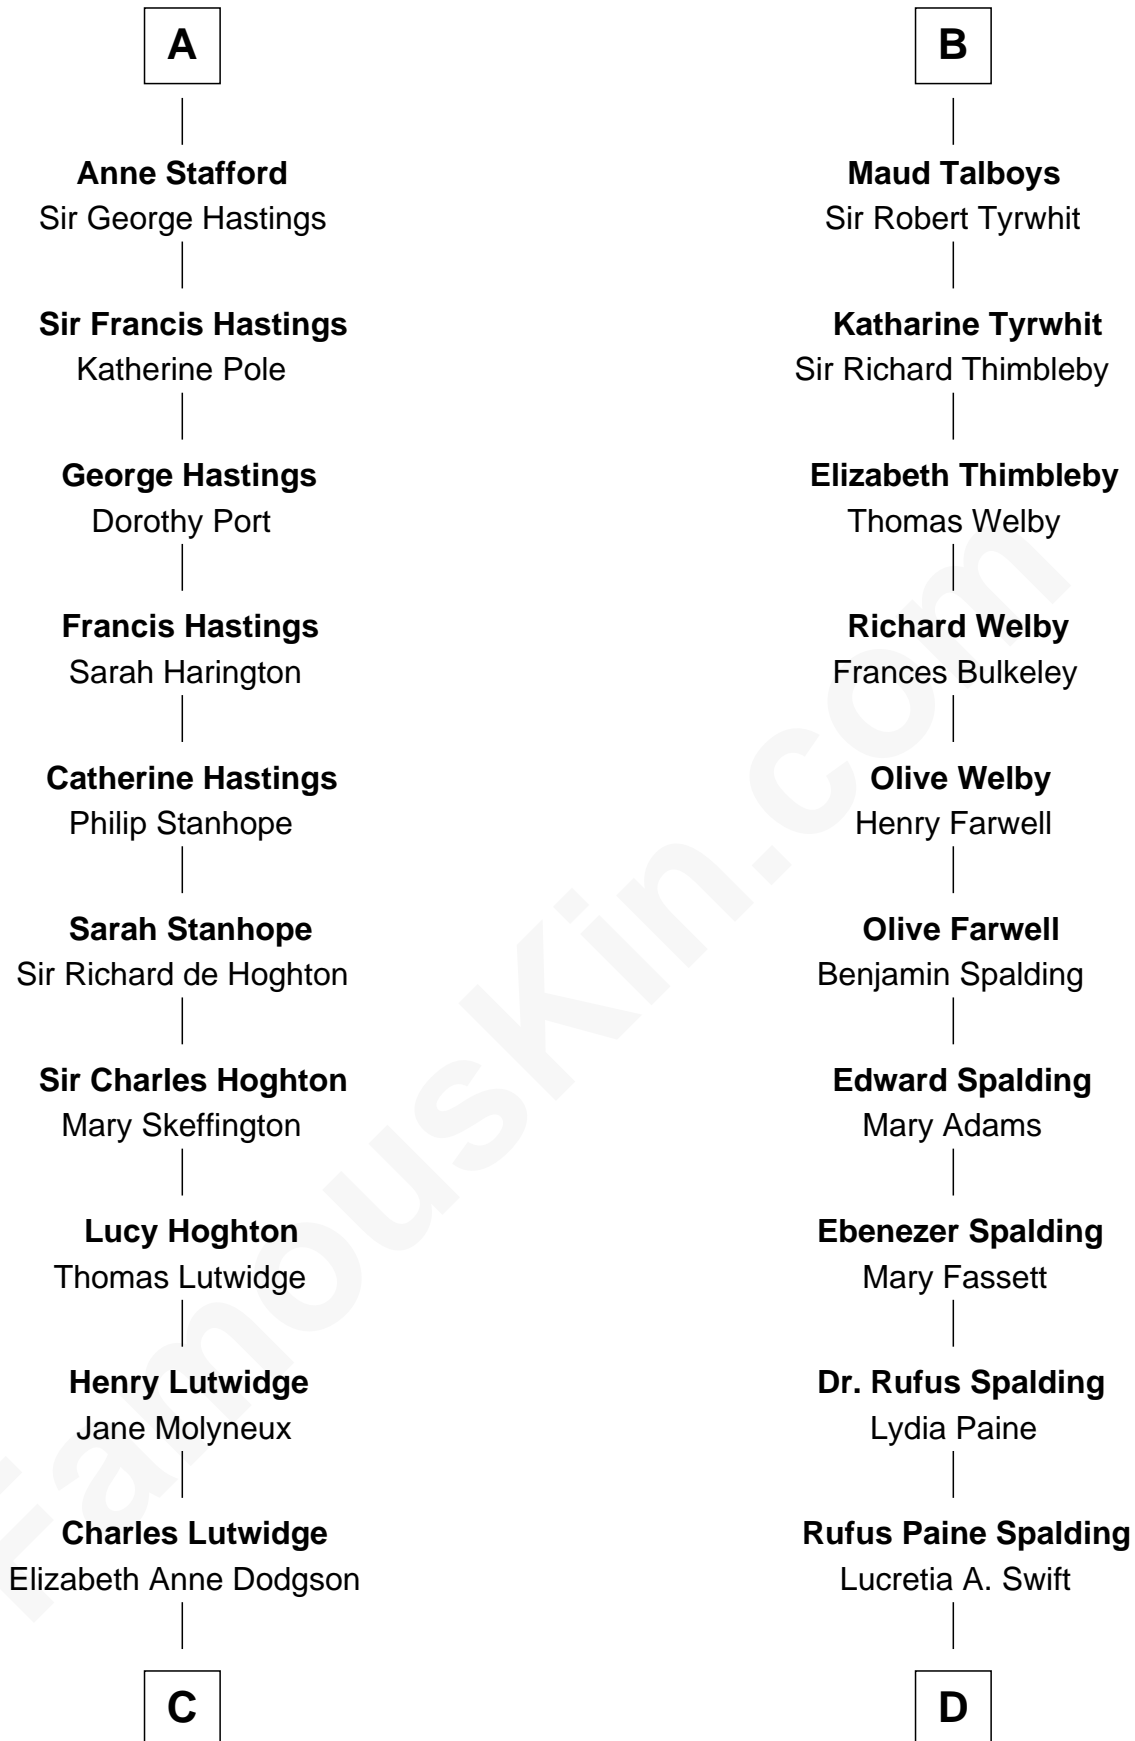 A
Anne Stafford
Sir George Hastings
Sir Francis Hastings
Katherine Pole
George Hastings
Dorothy Port
Francis Hastings
Sarah Harington
Catherine Hastings
Philip Stanhope
Sarah Stanhope
Sir Richard de Hoghton
Sir Charles Hoghton
Mary Skeffington
Lucy Hoghton
Thomas Lutwidge
Henry Lutwidge
Jane Molyneux
Charles Lutwidge
Elizabeth Anne Dodgson
C
B
Maud Talboys
Sir Robert Tyrwhit
Katharine Tyrwhit
Sir Richard Thimbleby
Elizabeth Thimbleby
Thomas Welby
Richard Welby
Frances Bulkeley
Olive Welby
Henry Farwell
Olive Farwell
Benjamin Spalding
Edward Spalding
Mary Adams
Ebenezer Spalding
Mary Fassett
Dr. Rufus Spalding
Lydia Paine
Rufus Paine Spalding
Lucretia A. Swift
D
FamousKin.com